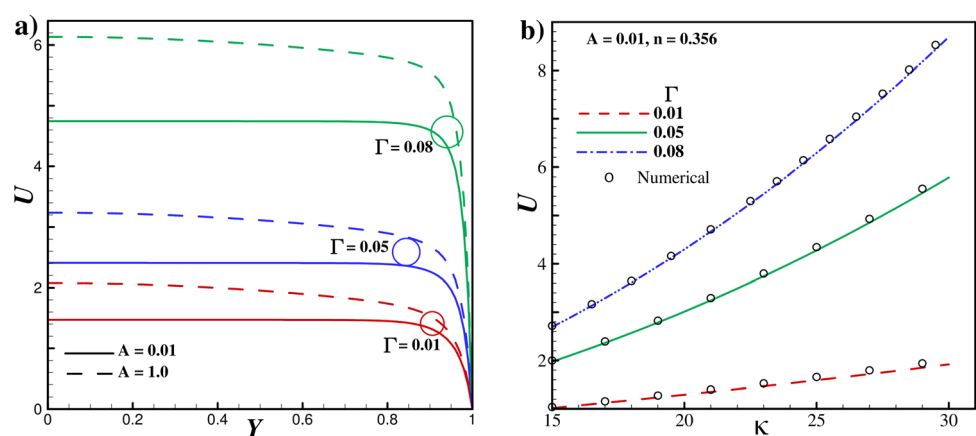 a)
6
4
2
0
U
Γ = 0.08
Γ = 0.05
Γ = 0.01
A = 0.01
A = 1.0
0 0.2 0.4 0.6 0.8 1
Y
b)
A = 0.01, n = 0.356
Γ
0.01
0.05
0.08
Numerical
8
6
4
2
U
15 20 25 30
κ